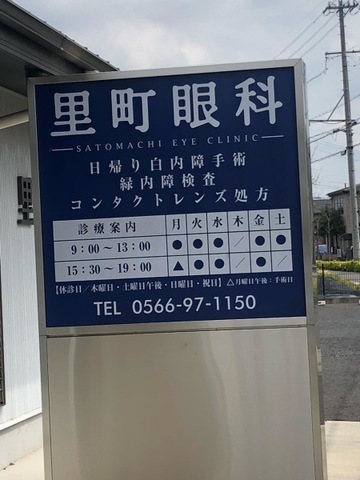 里町眼科
SATOMACHI EYE CLINIC
日帰り白内障手術
緑内障検査
コンタクトレンズ処方
診療案内 月 火 水 木 金 土
9:00〜13:00 ● ● ● ／ ● ●
15:30〜19:00 ▲ ● ● ／ ● ／
【休診日／木曜日・土曜日午後・日曜日・祝日】△月曜日午後：手術日
TEL 0566-97-1150